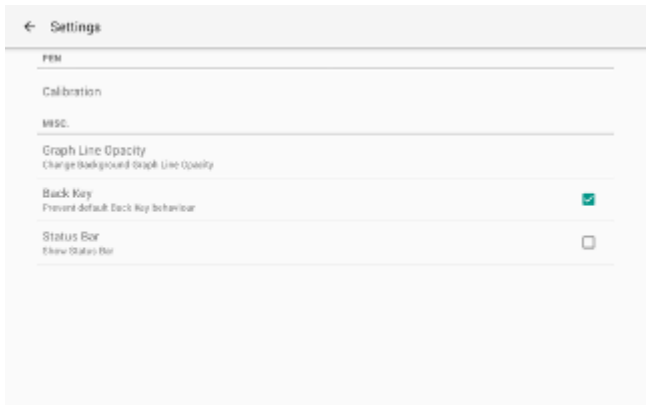 Settings
PEN
Calibration
MISC.
Graph Line Opacity
Change Background Graph Line Opacity
Back Key
Prevent default Back Key behaviour
Status Bar
Show Status Bar